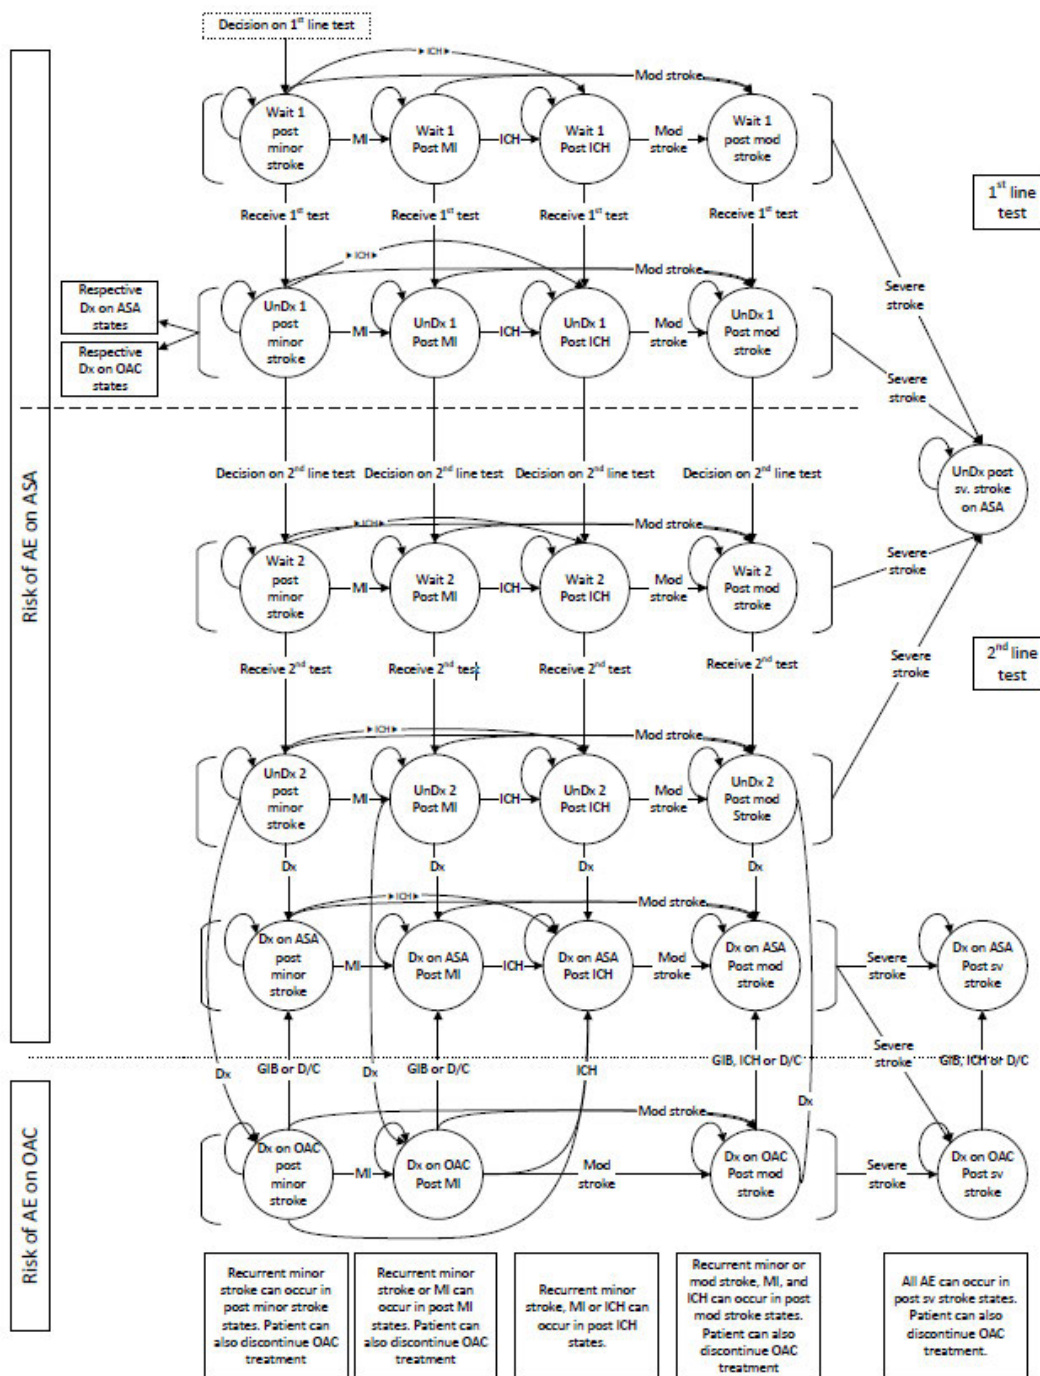 Decision on 1st line test
ICH
Mod stroke
Wait 1
post
minor
stroke
MI
Wait 1
Post MI
ICH
Wait 1
Post ICH
Mod
stroke
Wait 1
post mod
stroke
1st line
test
Receive 1st test
Receive 1st test
Receive 1st test
Receive 1st test
ICH
Mod stroke
Severe
stroke
Respective
Dx on ASA
states
Respective
Dx on OAC
states
UnDx 1
post
minor
stroke
MI
UnDx 1
Post MI
ICH
UnDx 1
Post ICH
Mod
stroke
UnDx 1
Post mod
stroke
Severe
stroke
Risk of AE on ASA
Decision on 2nd line test
Decision on 2nd line test
Decision on 2nd line test
Decision on 2nd line test
UnDx post
sv. stroke
on ASA
ICH
Mod stroke
Wait 2
post
minor
stroke
MI
Wait 2
Post MI
ICH
Wait 2
Post ICH
Mod
stroke
Wait 2
Post mod
stroke
Severe
stroke
Receive 2nd test
Receive 2nd test
Receive 2nd test
Receive 2nd test
Severe
stroke
2nd line
test
ICH
Mod stroke
UnDx 2
post
minor
stroke
MI
UnDx 2
Post MI
ICH
UnDx 2
Post ICH
Mod
stroke
UnDx 2
Post mod
Stroke
Dx
Dx
Dx
Dx
ICH
Mod stroke
Dx on ASA
post
minor
stroke
MI
Dx on ASA
Post MI
ICH
Dx on ASA
Post ICH
Mod
stroke
Dx on ASA
Post mod
stroke
Severe
stroke
Dx on ASA
Post sv
stroke
Severe
stroke
Dx
GIB or D/C
Dx
GIB or D/C
ICH
GIB, ICH or D/C
GIB, ICH or D/C
Dx
Mod stroke
Risk of AE on OAC
Dx on OAC
post
minor
stroke
MI
Dx on OAC
Post MI
Mod
stroke
Dx on OAC
Post mod
stroke
Severe
stroke
Dx on OAC
Post sv
stroke
Recurrent minor
stroke can occur in
post minor stroke
states. Patient can
also discontinue OAC
treatment
Recurrent minor
stroke or MI can
occur in post MI
states. Patient can
also discontinue OAC
treatment
Recurrent minor
stroke, MI or ICH can
occur in post ICH
states.
Recurrent minor or
mod stroke, MI, and
ICH can occur in post
mod stroke states.
Patient can also
discontinue OAC
treatment
All AE can occur in
post sv stroke states.
Patient can also
discontinue OAC
treatment.